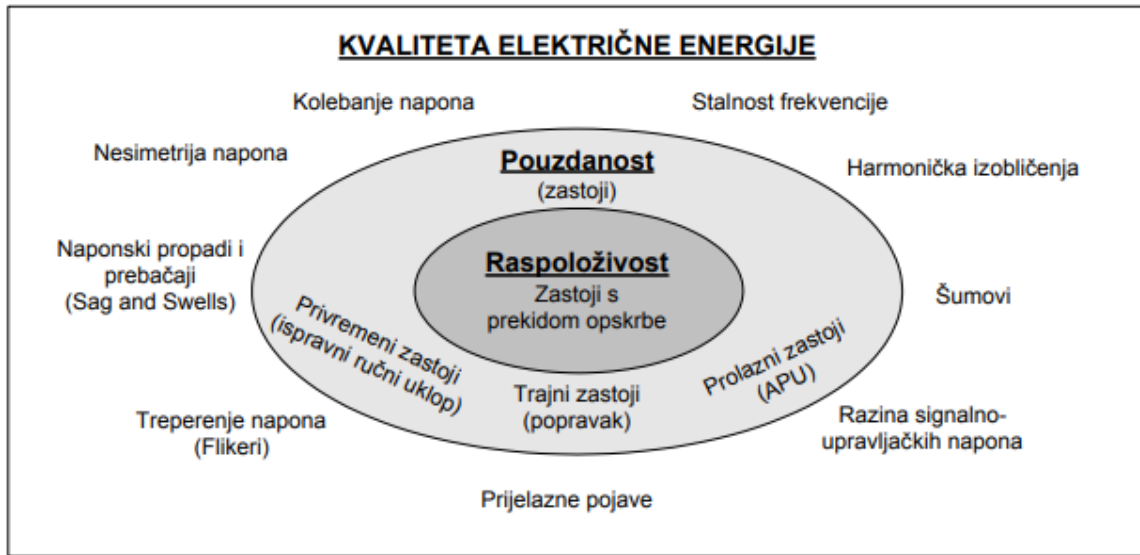 KVALITETA ELEKTRIČNE ENERGIJE
Kolebanje napona
Stalnost frekvencije
Nesimetrija napona
Pouzdanost
(zastoji)
Harmonička izobličenja
Naponski propadi i
prebačaji
(Sag and Swells)
Raspoloživost
Zastoji s
prekidom opskrbe
Šumovi
Privremeni zastoji
(ispravni ručni uklop)
Trajni zastoji
(popravak)
Prolazni zastoji
(APU)
Treperenje napona
(Flikeri)
Razina signalno-
upravljačkih napona
Prijelazne pojave